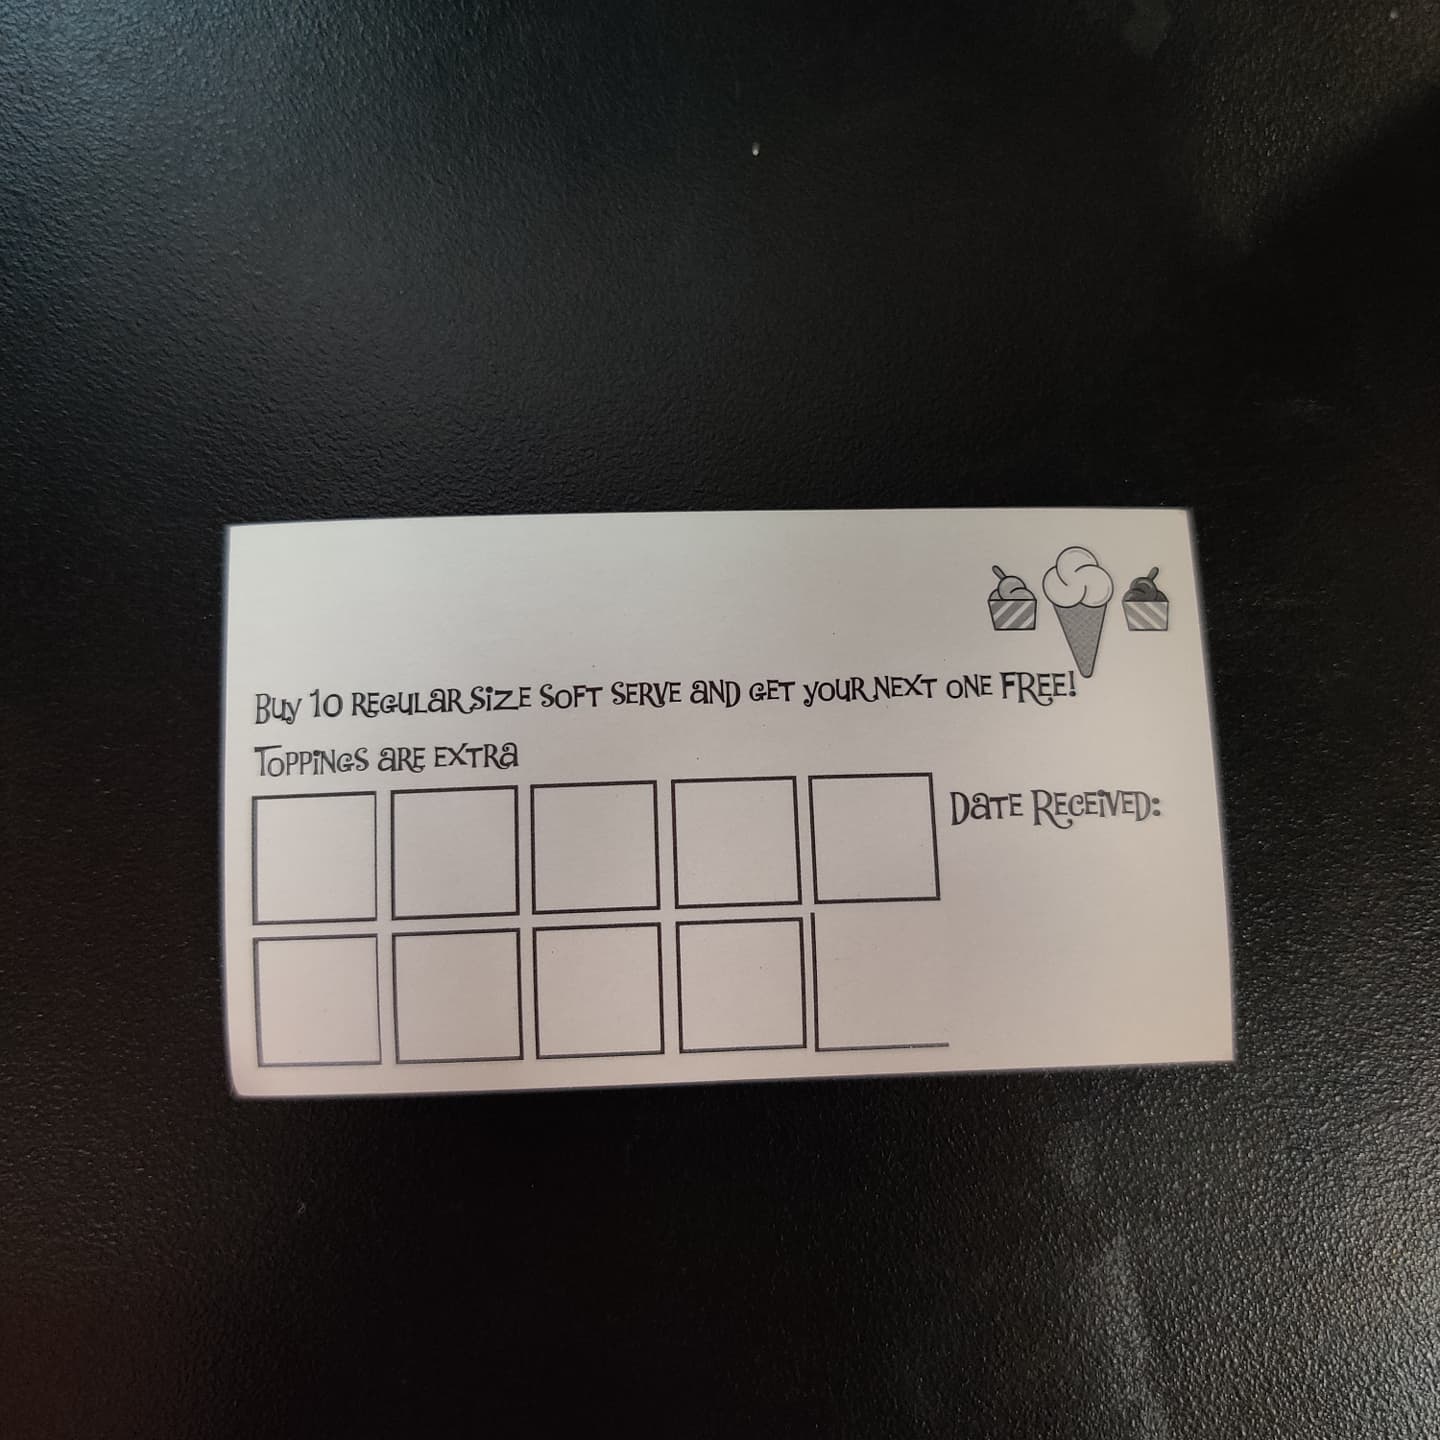 Buy 10 regular size soft serve and get your next one FREE!
Toppings are extra
Date Received: